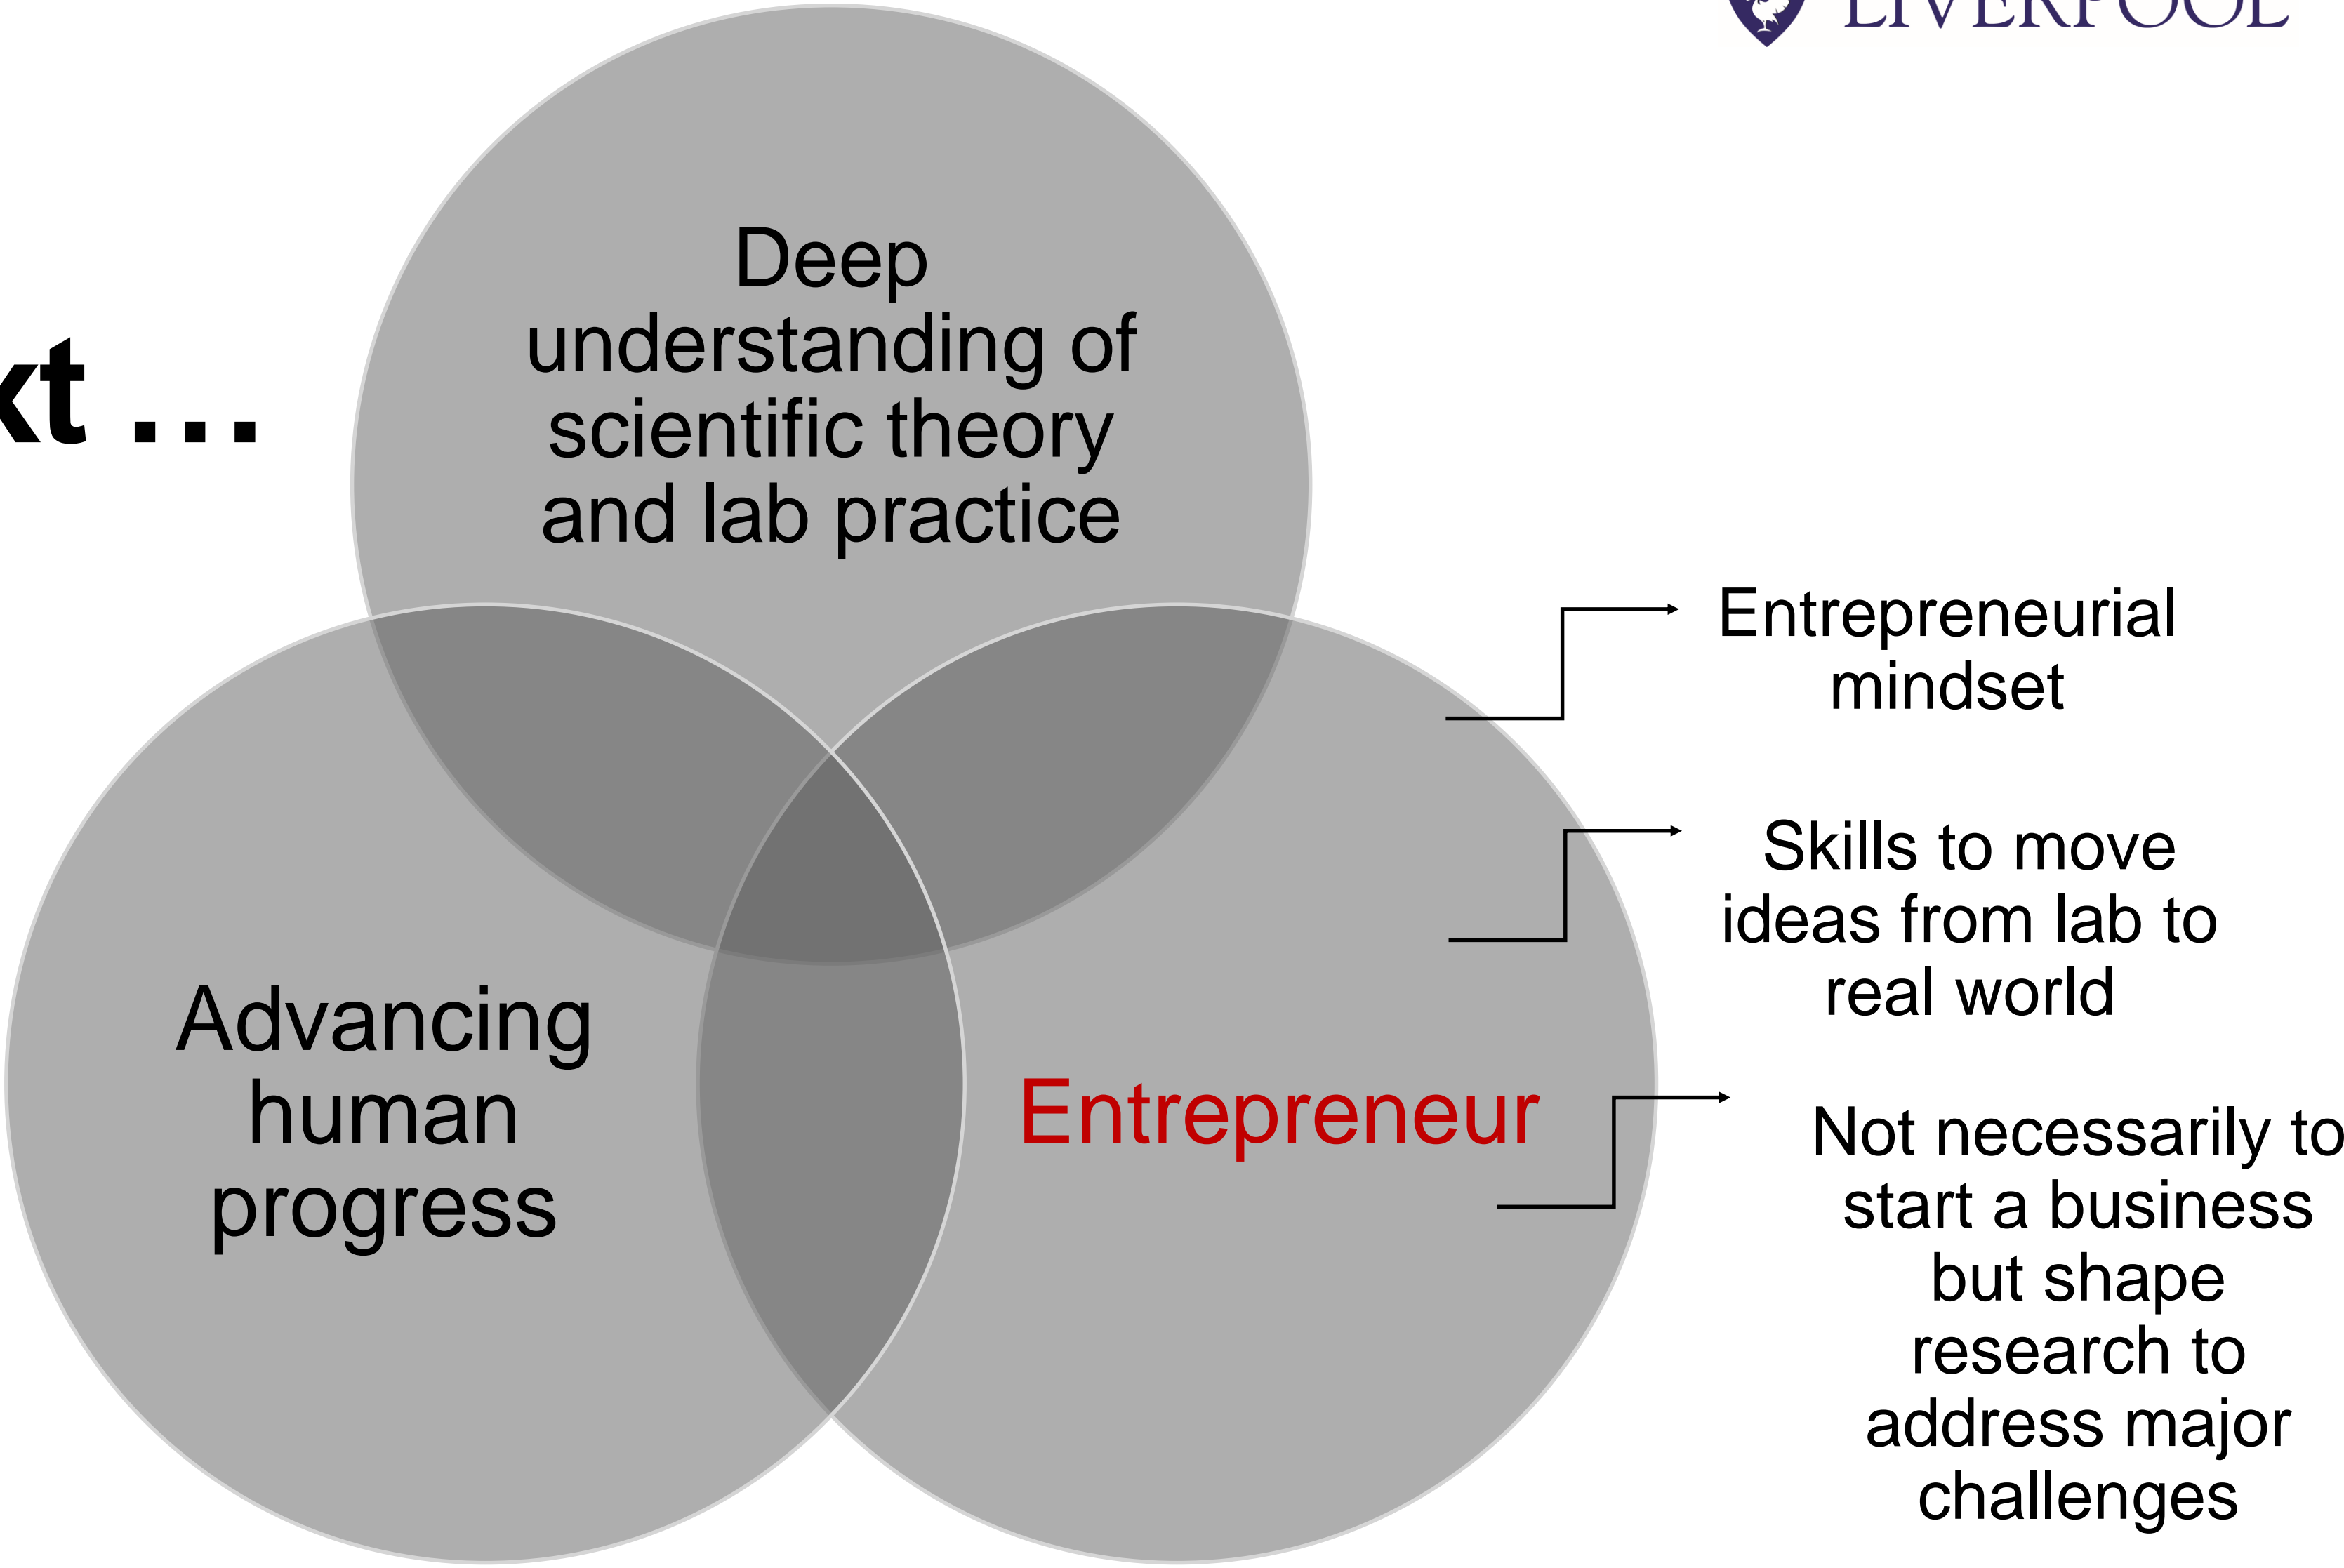 LIVERPOOL
Deep
understanding of
scientific theory
and lab practice
Entrepreneurial
mindset
Skills to move
ideas from lab to
real world
Advancing
human
progress
Entrepreneur
Not necessarily to
start a business
but shape
research to
address major
challenges